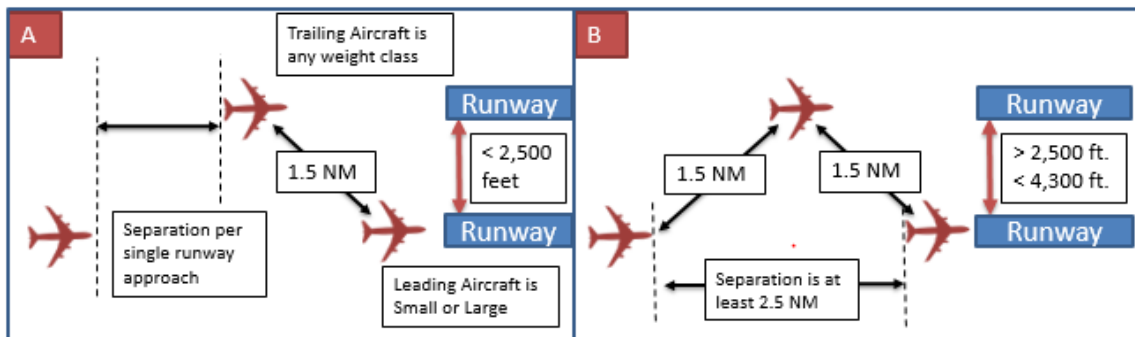 A
Trailing Aircraft is
any weight class
Runway
< 2,500
feet
1.5 NM
Separation per
single runway
approach
Runway
Leading Aircraft is
Small or Large
B
Runway
> 2,500 ft.
< 4,300 ft.
1.5 NM
1.5 NM
Runway
Separation is at
least 2.5 NM